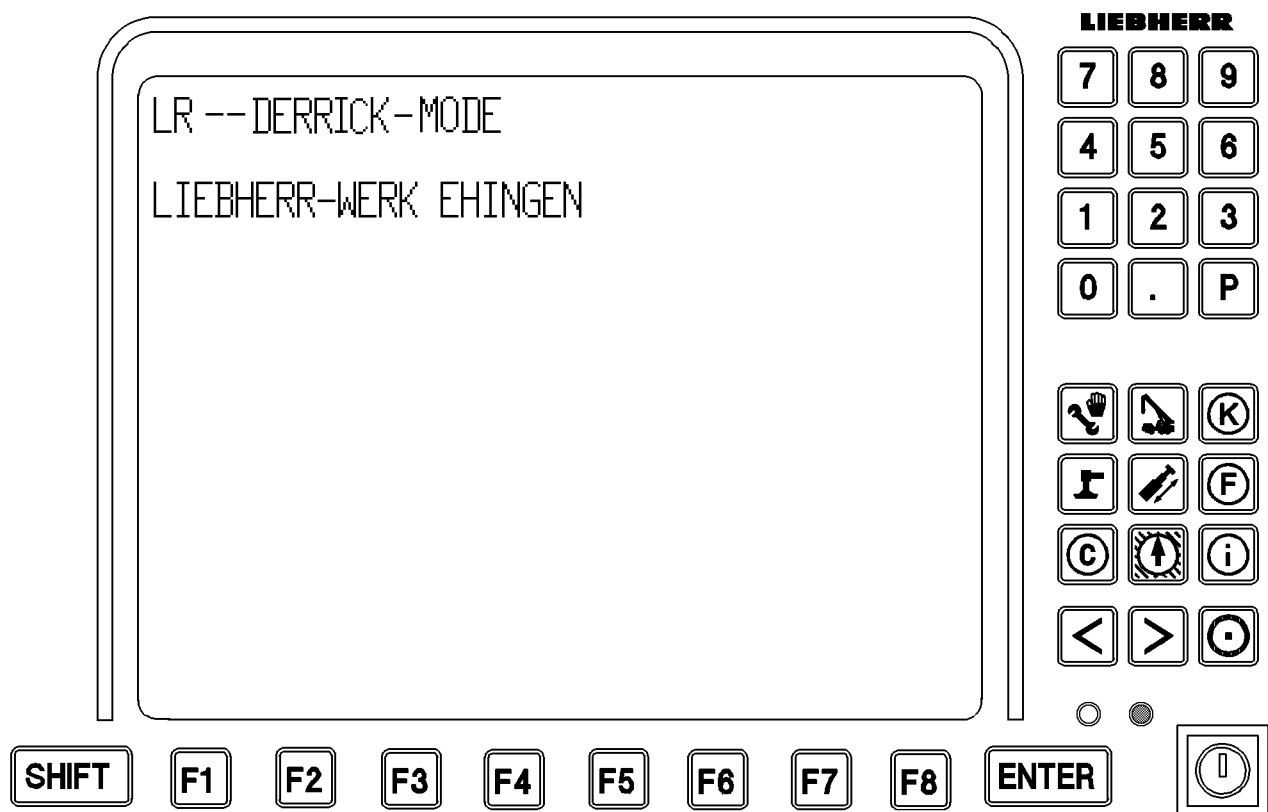 LIEBHERR
LR --DERRICK-MODE
LIEBHERR-WERK EHINGEN
7 8 9
4 5 6
1 2 3
0 . P
K
F
C i
< >
SHIFT F1 F2 F3 F4 F5 F6 F7 F8 ENTER